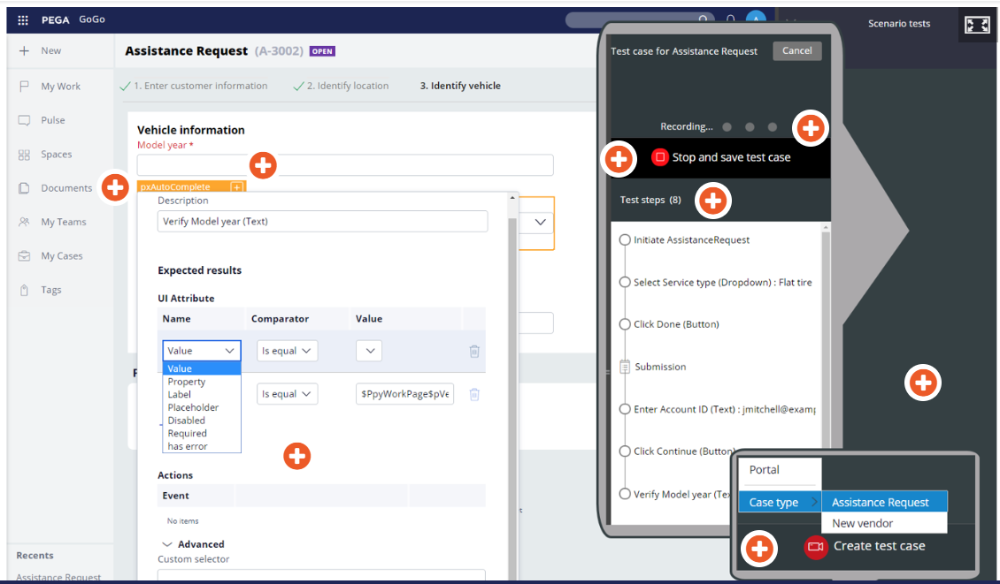 PEGA GoGo
A
Scenario tests
New
My Work
Pulse
Spaces
Documents
My Teams
My Cases
Tags
Recents
Assistance Request
Assistance Request (A-3002) OPEN
1. Enter customer information 2. Identify location 3. Identify vehicle
Vehicle information
Model year *
pxAutoComplete +
Description
Verify Model year (Text)
Expected results
UI Attribute
Name Comparator Value
Value Is equal
Value
Property
Label
Placeholder
Disabled
Required
has error
Is equal $PpyWorkPage$pVe
Actions
Event
No items
Advanced
Custom selector
Test case for Assistance Request Cancel
Recording...
Stop and save test case
Test steps (8)
Initiate AssistanceRequest
Select Service type (Dropdown) : Flat tire
Click Done (Button)
Submission
Enter Account ID (Text) : jmitchell@examp
Click Continue (Button)
Verify Model year (Te
Portal
Case type Assistance Request
New vendor
Create test case